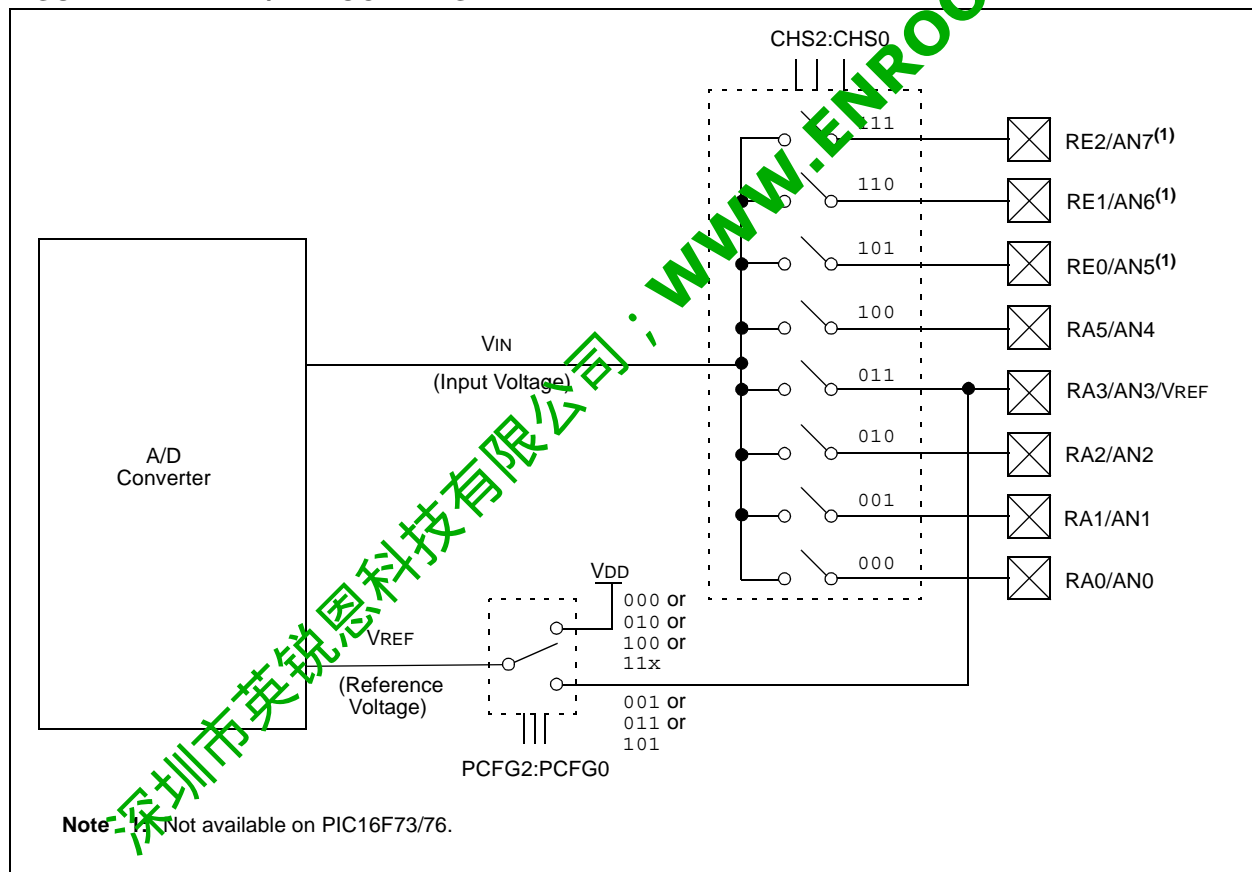 CHS2:CHS0
111
RE2/AN7(1)
110
RE1/AN6(1)
101
RE0/AN5(1)
100
RA5/AN4
VIN
(Input Voltage)
011
RA3/AN3/VREF
010
RA2/AN2
A/D
Converter
001
RA1/AN1
000
RA0/AN0
VDD
000 or
010 or
100 or
11x
VREF
(Reference
Voltage)
001 or
011 or
101
PCFG2:PCFG0
Note 1: Not available on PIC16F73/76.
深圳市英锐恩科技有限公司；WWW.ENROO